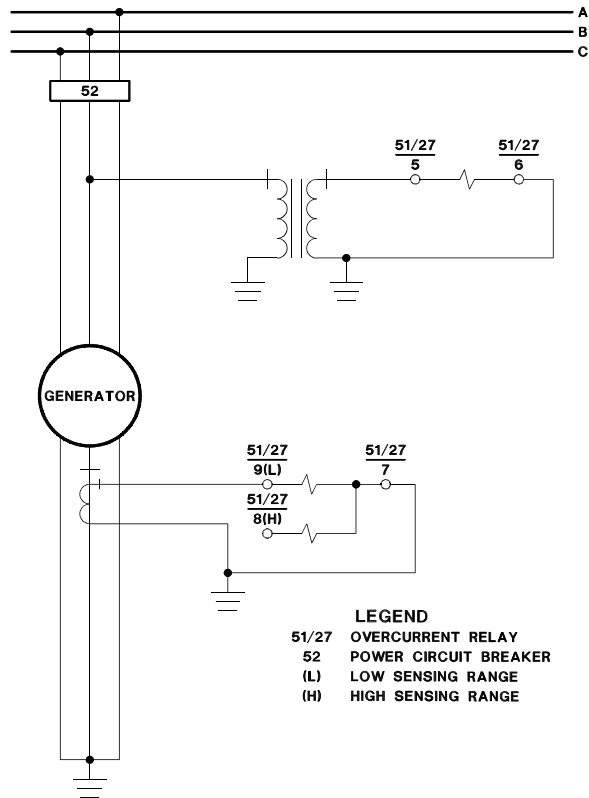 A
B
C
52
51/27
5
51/27
6
GENERATOR
51/27
9(L)
51/27
7
51/27
8(H)
LEGEND
51/27 OVERCURRENT RELAY
52 POWER CIRCUIT BREAKER
(L) LOW SENSING RANGE
(H) HIGH SENSING RANGE